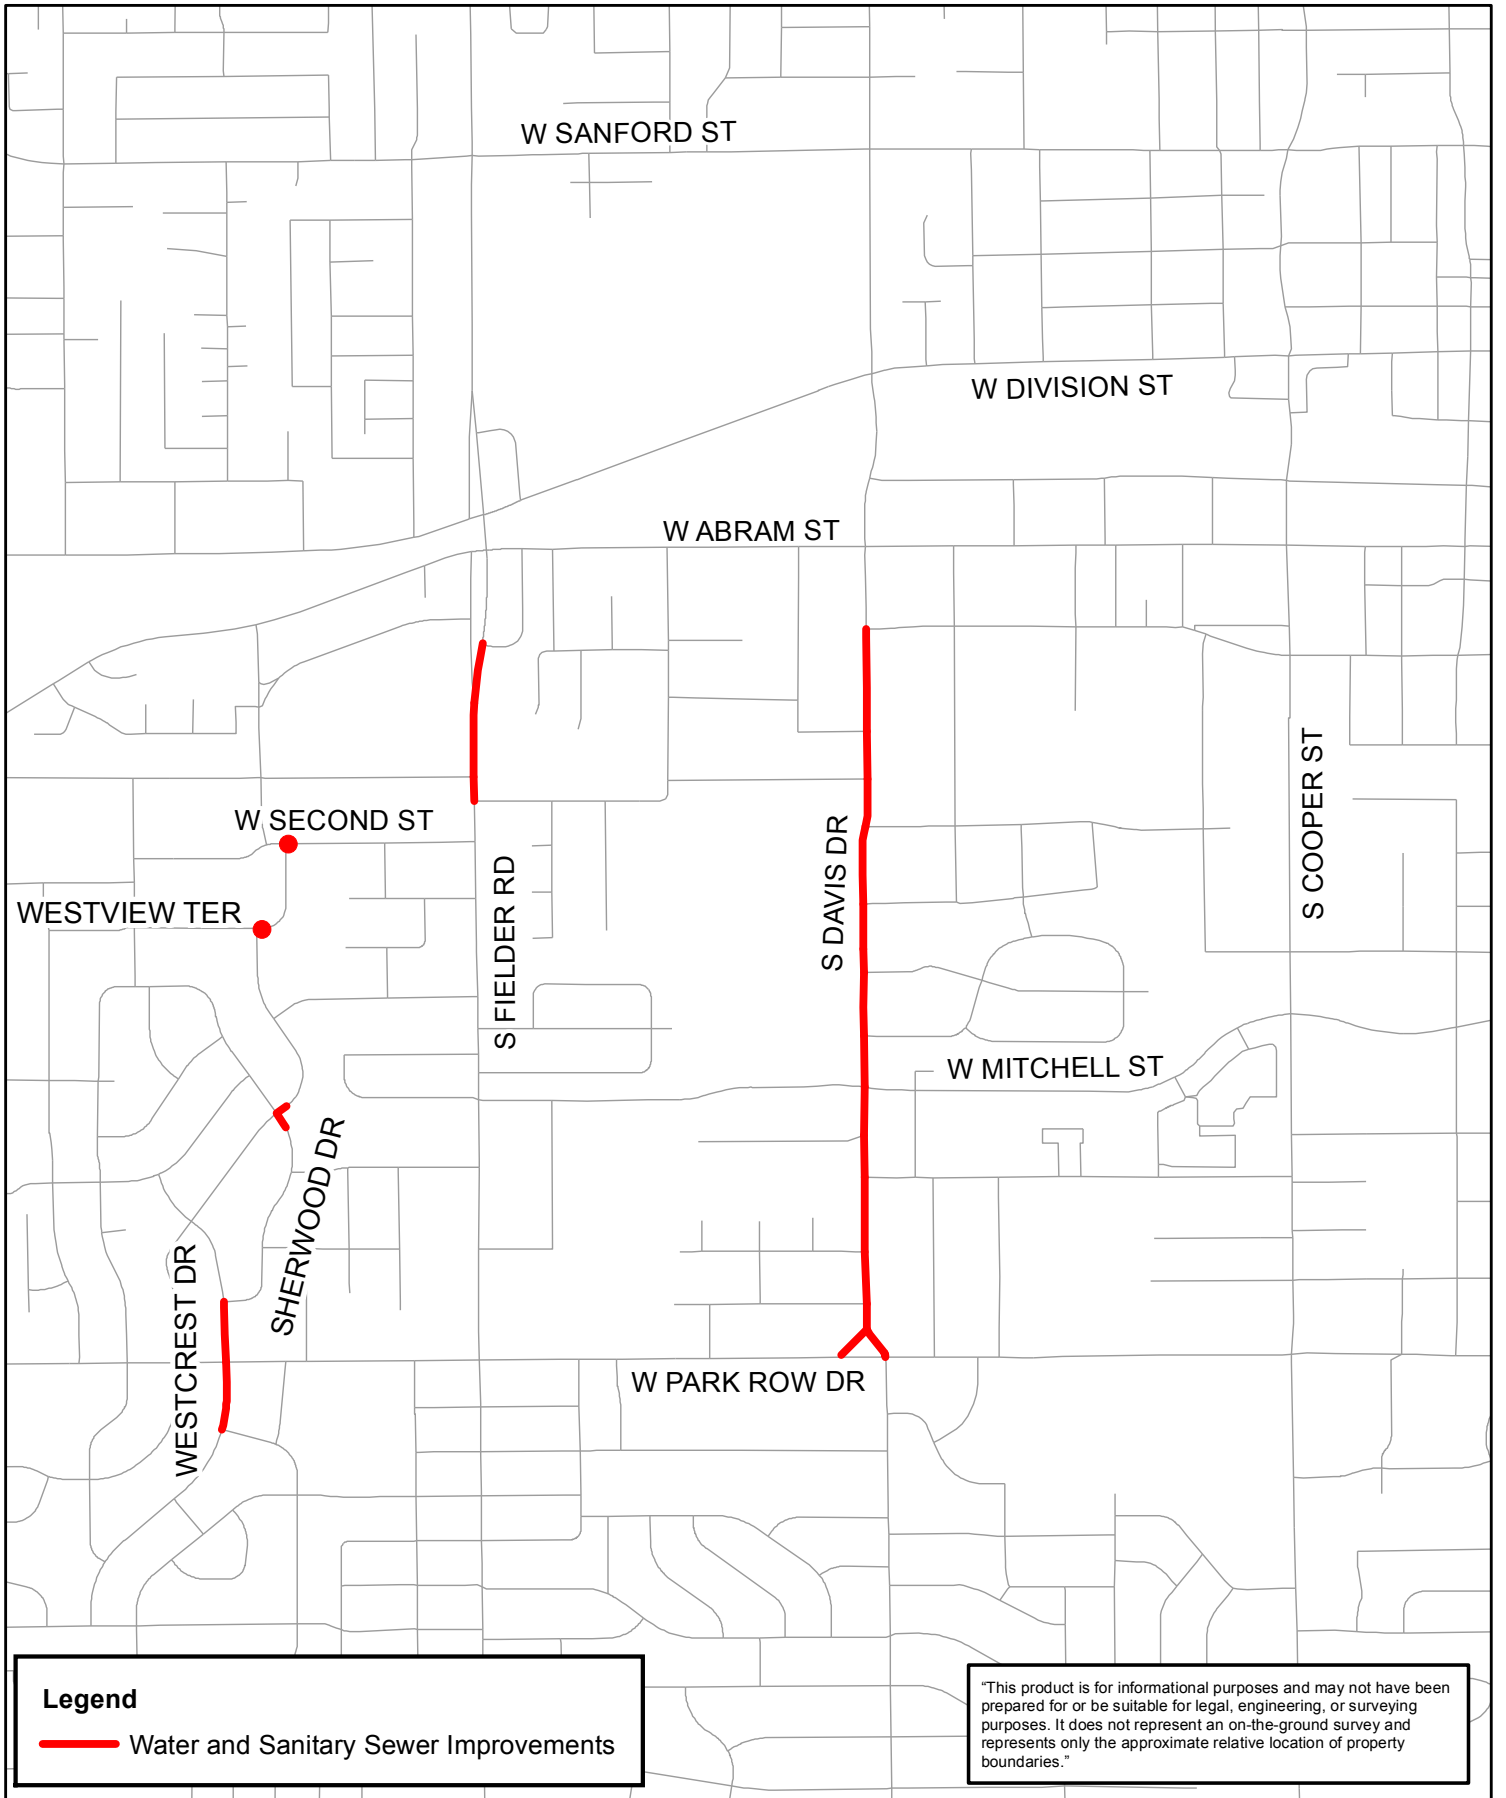 W SANFORD ST
W DIVISION ST
W ABRAM ST
S COOPER ST
W SECOND ST
S DAVIS DR
S FIELDER RD
WESTVIEW TER
W MITCHELL ST
SHERWOOD DR
WESTCREST DR
W PARK ROW DR
Legend
Water and Sanitary Sewer Improvements
“This product is for informational purposes and may not have been
prepared for or be suitable for legal, engineering, or surveying
purposes. It does not represent an on-the-ground survey and
represents only the approximate relative location of property
boundaries.”